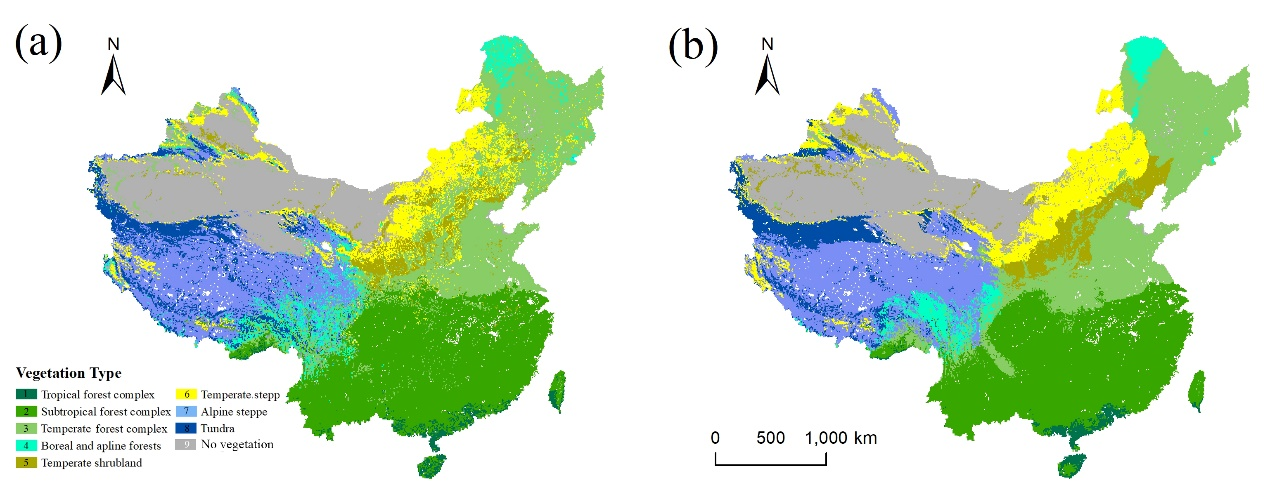 (a)
N
(b)
N
Vegetation Type
1 Tropical forest complex
2 Subtropical forest complex
3 Temperate forest complex
4 Boreal and apline forests
5 Temperate shrubland
6 Temperate.stepp
7 Alpine steppe
8 Tundra
9 No vegetation
0 500 1,000 km